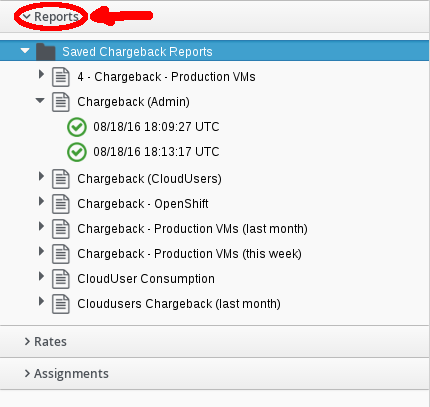 Reports
Saved Chargeback Reports
4 - Chargeback - Production VMs
Chargeback (Admin)
08/18/16 18:09:27 UTC
08/18/16 18:13:17 UTC
Chargeback (CloudUsers)
Chargeback - OpenShift
Chargeback - Production VMs (last month)
Chargeback - Production VMs (this week)
CloudUser Consumption
Cloudusers Chargeback (last month)
Rates
Assignments